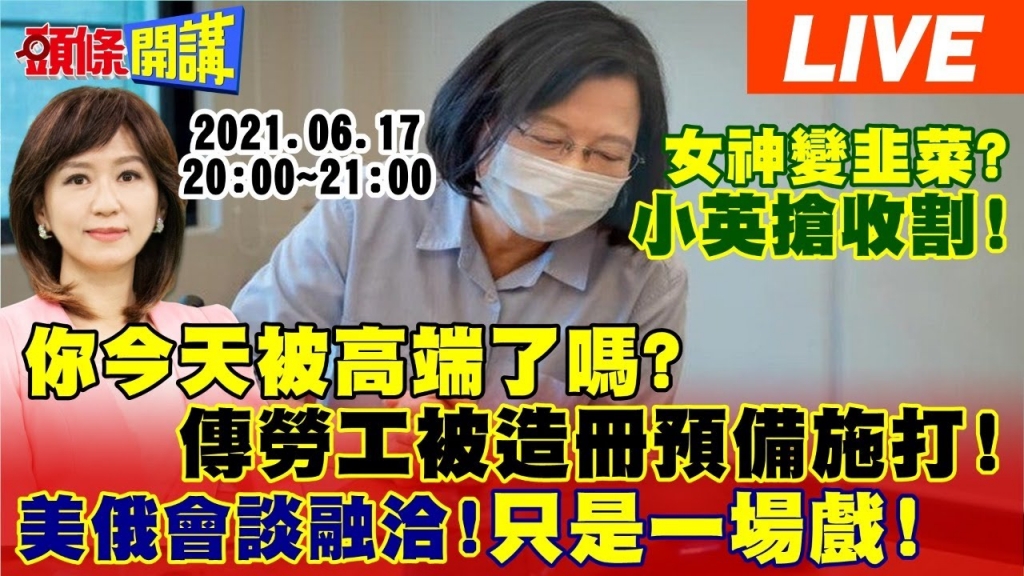 頭條開講
LIVE
2021.06.17
20:00~21:00
女神變韭菜?
小英搶收割!
你今天被高端了嗎?
傳勞工被造冊預備施打!
美俄會談融洽!只是一場戲!